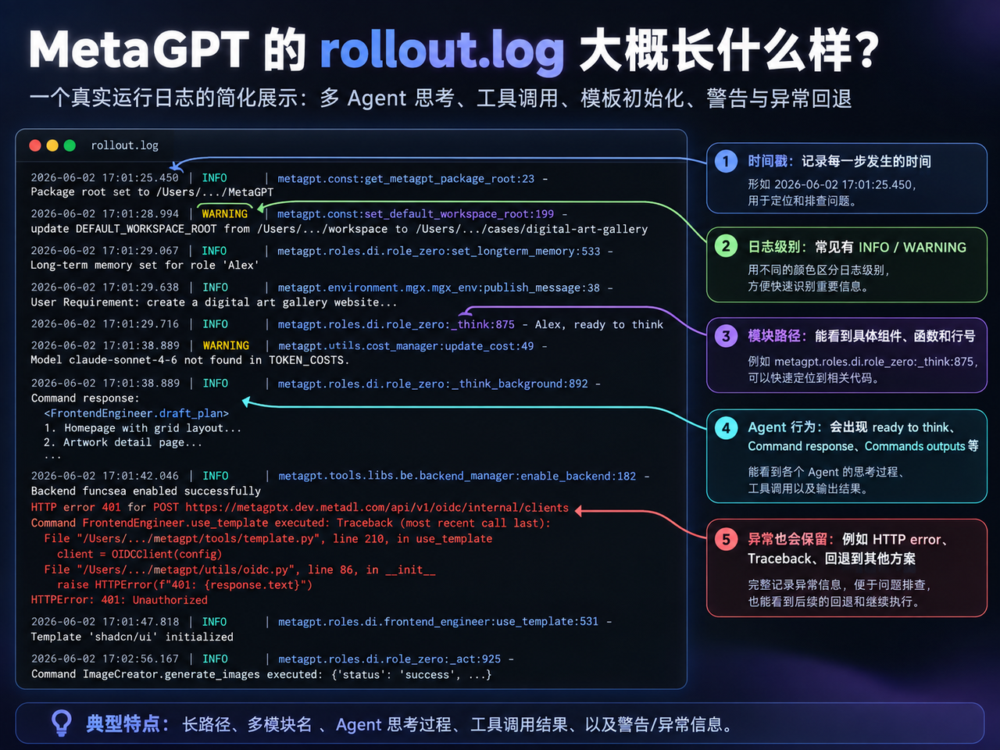 MetaGPT 的 rollout.log 大概长什么样？
一个真实运行日志的简化展示：多 Agent 思考、工具调用、模板初始化、警告与异常回退
rollout.log
2026-06-02 17:01:25.450 | INFO | metagpt.const:get_metagpt_package_root:23 -
Package root set to /Users/.../MetaGPT
2026-06-02 17:01:28.994 | WARNING | metagpt.const:set_default_workspace_root:199 -
update DEFAULT_WORKSPACE_ROOT from /Users/.../workspace to /Users/.../cases/digital-art-gallery
2026-06-02 17:01:29.067 | INFO | metagpt.roles.di.role_zero:set_longterm_memory:533 -
Long-term memory set for role 'Alex'
2026-06-02 17:01:29.638 | INFO | metagpt.environment.mgx.mgx_env:publish_message:38 -
User Requirement: create a digital art gallery website...
2026-06-02 17:01:29.716 | INFO | metagpt.roles.di.role_zero:_think:875 - Alex, ready to think
2026-06-02 17:01:38.889 | WARNING | metagpt.utils.cost_manager:update_cost:49 -
Model claude-sonnet-4-6 not found in TOKEN_COSTS.
2026-06-02 17:01:38.889 | INFO | metagpt.roles.di.role_zero:_think_background:892 -
Command response:
<FrontendEngineer.draft_plan>
1. Homepage with grid layout...
2. Artwork detail page...
...
2026-06-02 17:01:42.046 | INFO | metagpt.tools.libs.be.backend_manager:enable_backend:182 -
Backend funcsea enabled successfully
HTTP error 401 for POST https://metagptx.dev.metadl.com/api/v1/oidc/internal/clients
Command FrontendEngineer.use_template executed: Traceback (most recent call last):
File "/Users/.../metagpt/tools/template.py", line 210, in use_template
client = OIDCClient(config)
File "/Users/.../metagpt/utils/oidc.py", line 86, in __init__
raise HTTPError(f"401: {response.text}")
HTTPError: 401: Unauthorized
2026-06-02 17:01:47.818 | INFO | metagpt.roles.di.frontend_engineer:use_template:531 -
Template 'shadcn/ui' initialized
2026-06-02 17:02:56.167 | INFO | metagpt.roles.di.role_zero:_act:925 -
Command ImageCreator.generate_images executed: {'status': 'success', ...}
1 时间戳：记录每一步发生的时间
形如 2026-06-02 17:01:25.450，
用于定位和排查问题。
2 日志级别：常见有 INFO / WARNING
用不同的颜色区分日志级别，
方便快速识别重要信息。
3 模块路径：能看到具体组件、函数和行号
例如 metagpt.roles.di.role_zero:_think:875，
可以快速定位到相关代码。
4 Agent 行为：会出现 ready to think、
Command response、Commands outputs 等
能看到各个 Agent 的思考过程、
工具调用以及输出结果。
5 异常也会保留：例如 HTTP error、
Traceback、回退到其他方案
完整记录异常信息，便于问题排查，
也能看到后续的回退和继续执行。
典型特点：长路径、多模块名 、Agent 思考过程、工具调用结果、以及警告/异常信息。